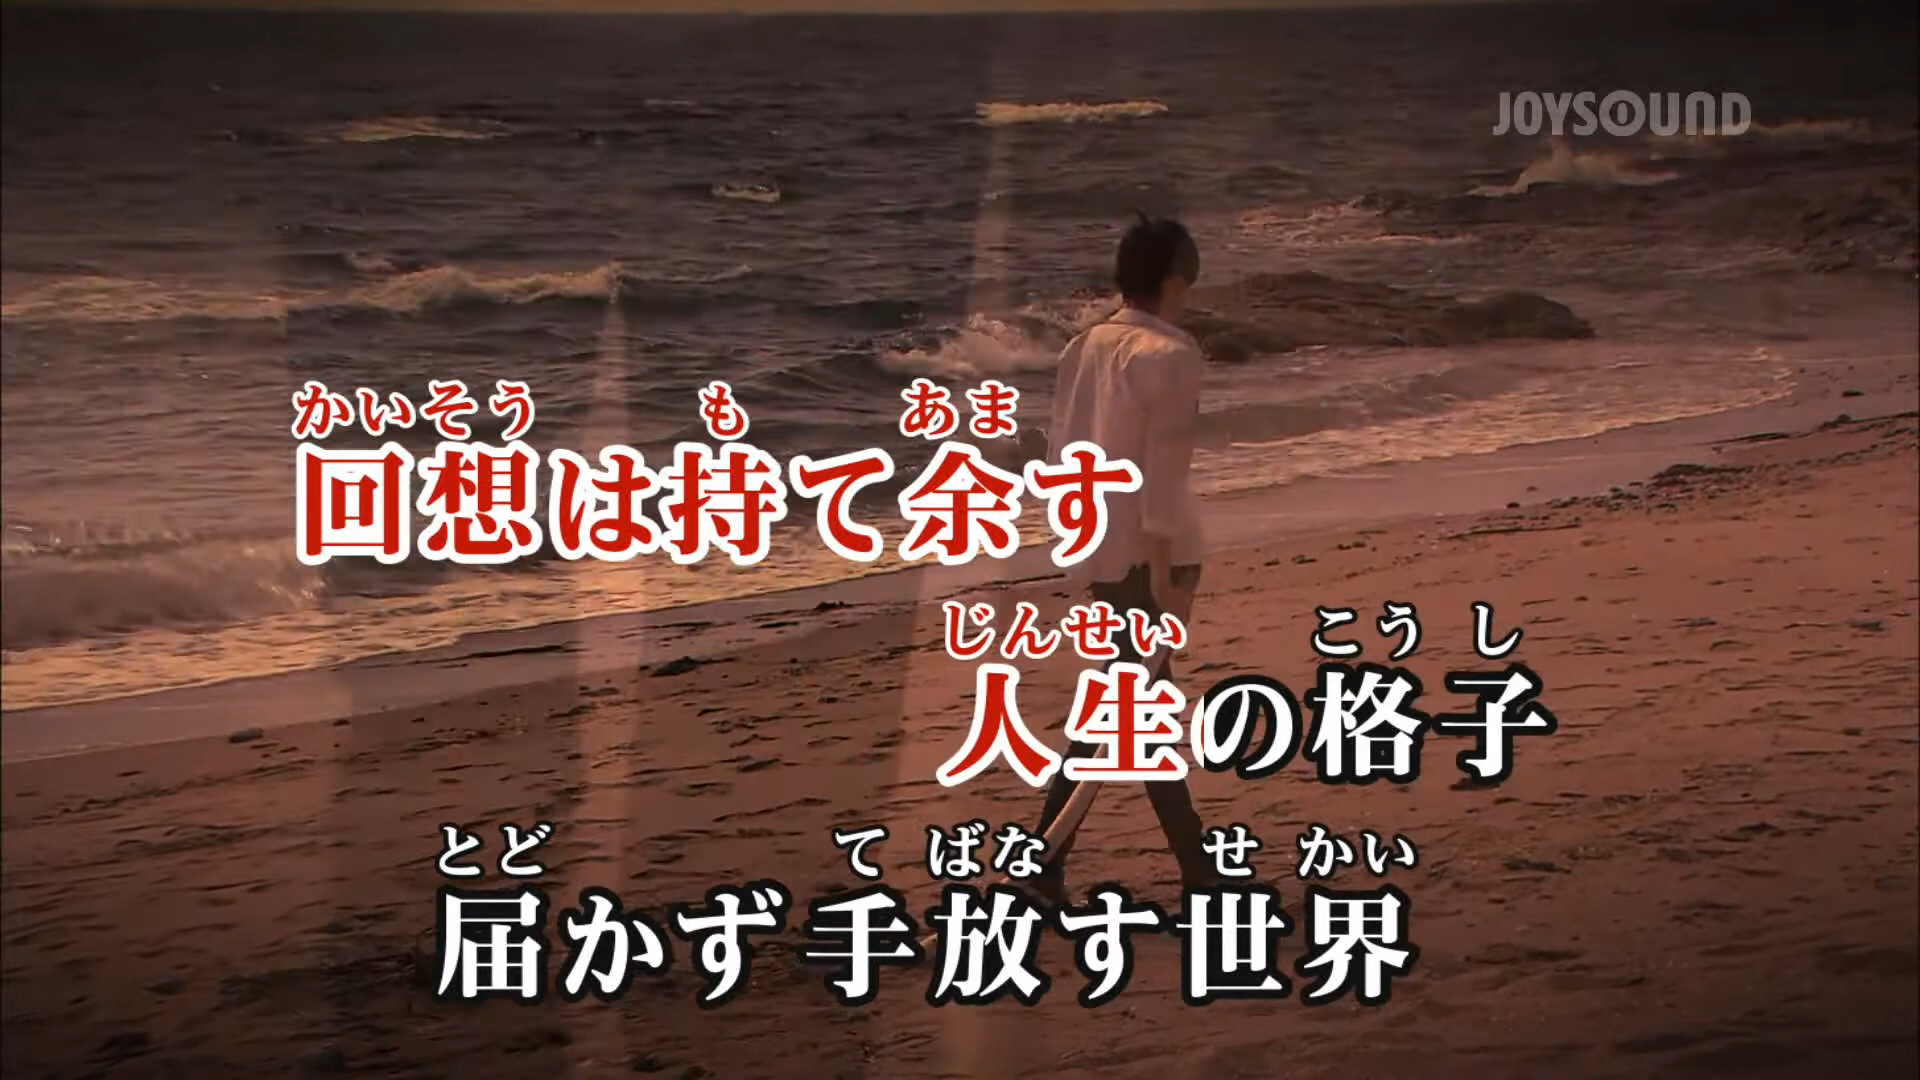 JOYSOUND
かいそう も あま
回想は持て余す
じんせい こうし
人生の格子
とど て ばな せ かい
届かず手放す世界